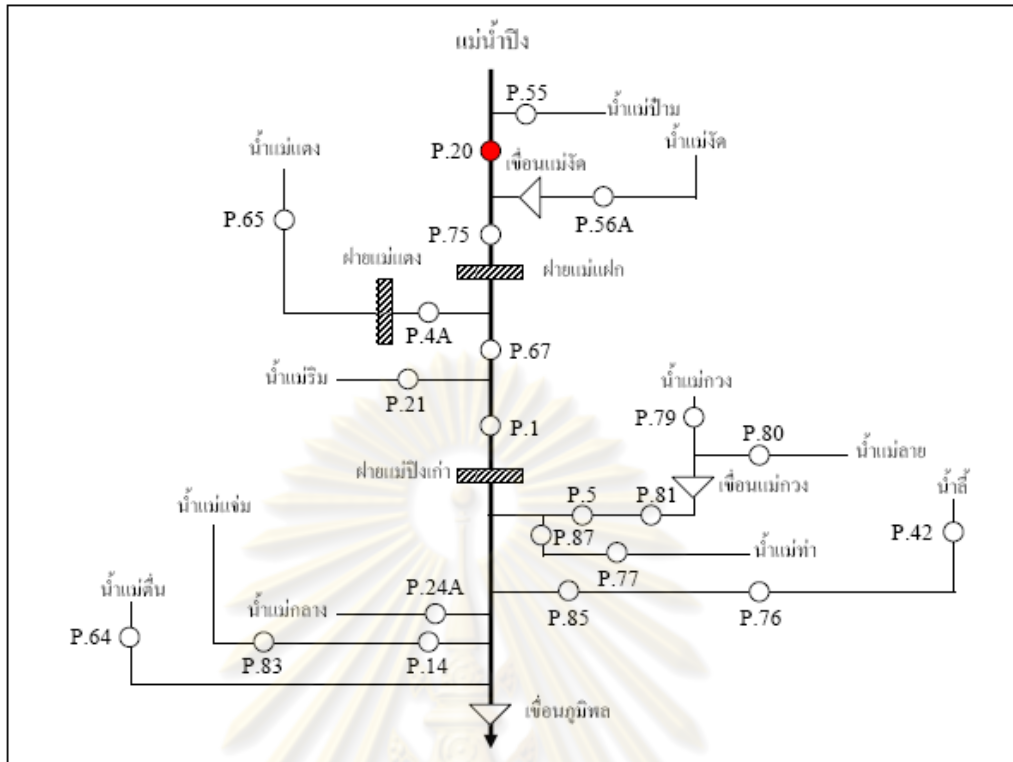 แม่น้ำปิง
P.55
น้ำแม่ป๋าม
น้ำแม่แตง
P.20
น้ำแม่งัด
เขื่อนแม่งัด
P.65
P.56A
P.75
ฝายแม่แตง
ฝายแม่แฝก
P.4A
P.67
น้ำแม่ริม
P.21
น้ำแม่กวง
P.79
P.1
P.80
น้ำแม่ลาย
ฝายแม่ปิงเก่า
เขื่อนแม่กวง
น้ำลี้
น้ำแม่แจ่ม
P.5
P.81
P.42
P.87
น้ำแม่ทา
P.77
น้ำแม่ตื่น
P.24A
น้ำแม่กลาง
P.85
P.76
P.64
P.83
P.14
เขื่อนภูมิพล